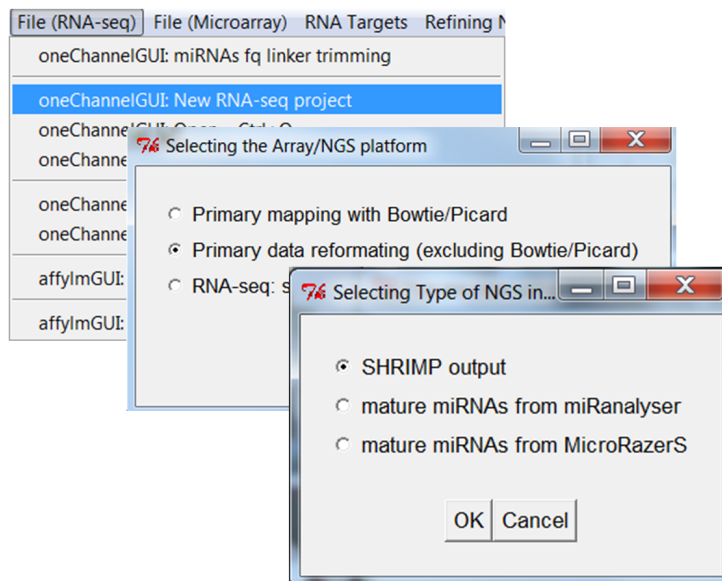 File (RNA-seq) File (Microarray) RNA Targets Refining
oneChannelGUI: miRNAs fq linker trimming
oneChannelGUI: New RNA-seq project
oneChannelGUI: Open
oneChanne
oneChanne
oneChanne
affylmGUI:
affylmGUI:
Selecting the Array/NGS platform
Primary mapping with Bowtie/Picard
Primary data reformating (excluding Bowtie/Picard)
RNA-seq: s
Selecting Type of NGS in...
SHRIMP output
mature miRNAs from miRanalyser
mature miRNAs from MicroRazerS
OK Cancel